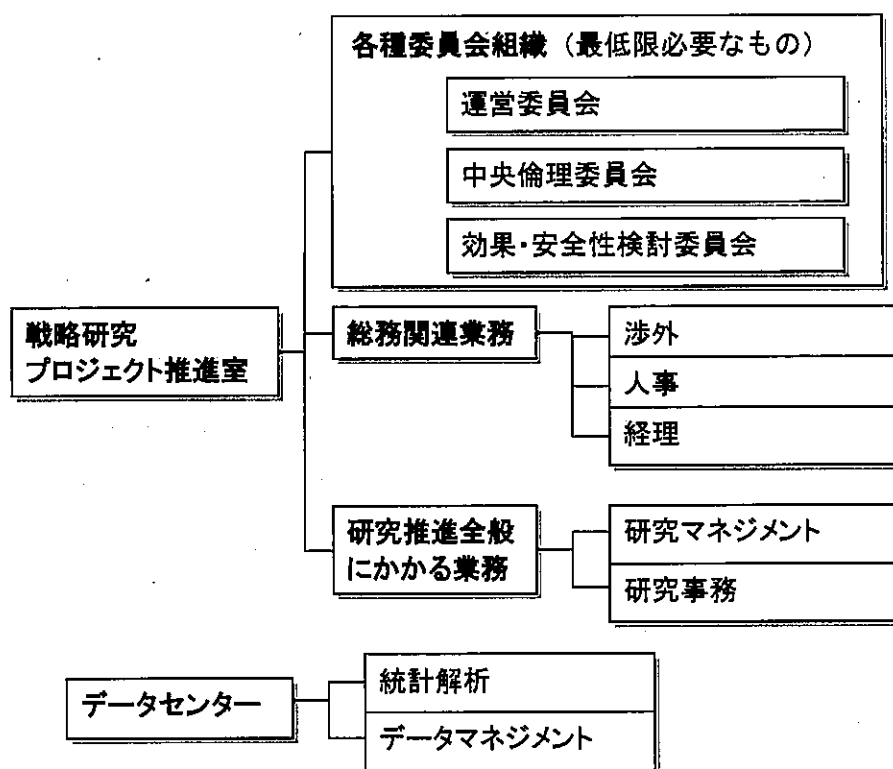 各種委員会組織（最低限必要なもの）
運営委員会
中央倫理委員会
効果・安全性検討委員会
戦略研究
プロジェクト推進室
総務関連業務
渉外
人事
経理
研究推進全般
にかかる業務
研究マネジメント
研究事務
データセンター
統計解析
データマネジメント